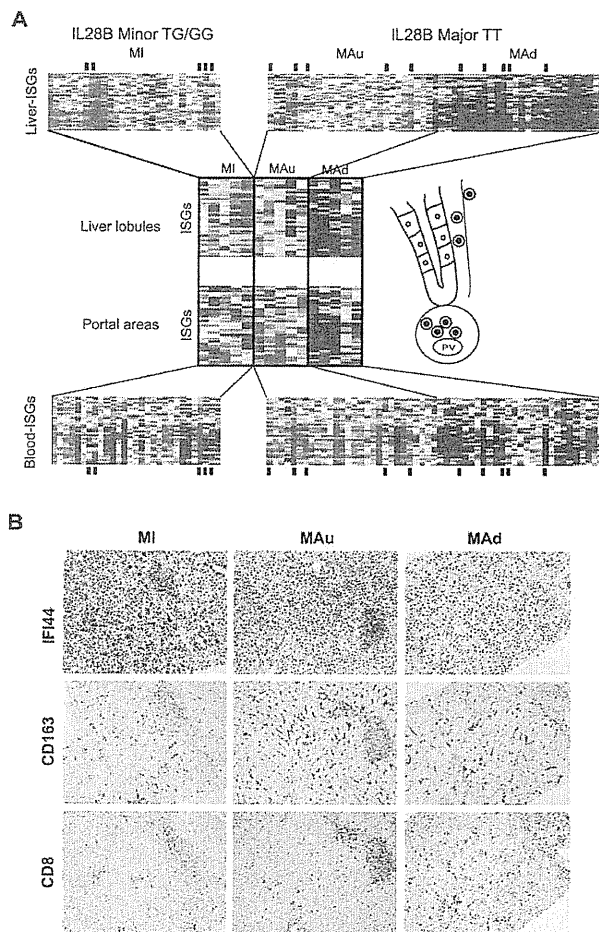 A
IL28B Minor TG/GG
IL28B Major TT
MI
MAu
MAd
Liver-ISGs
MI
MAu
MAd
Liver lobules
ISGs
Portal areas
ISGs
PV
Blood-ISGs
B
MI
MAu
MAd
IFI44
CD163
CD8